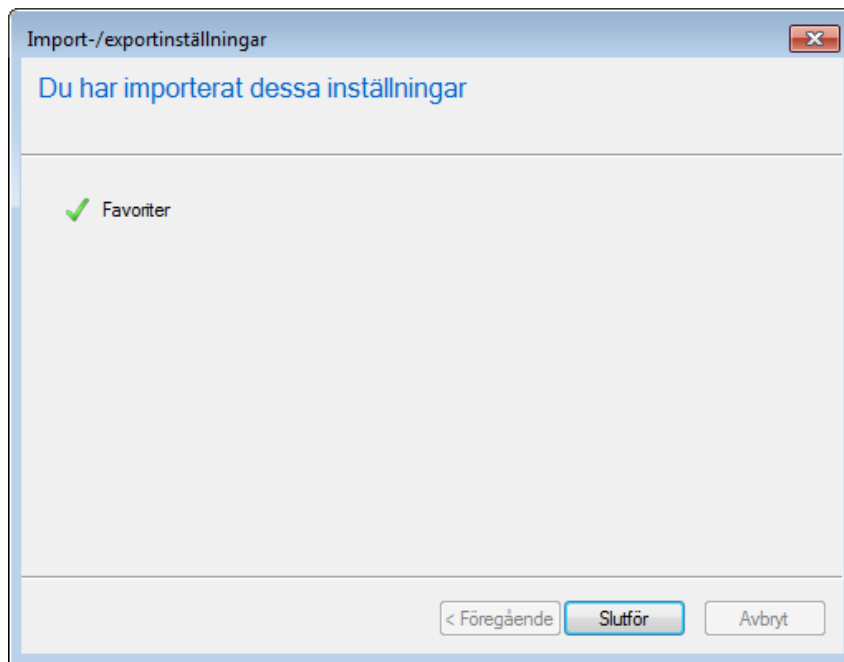 Import-/exportinställningar
Du har importerat dessa inställningar
Favoriter
< Föregående Slutför Avbryt